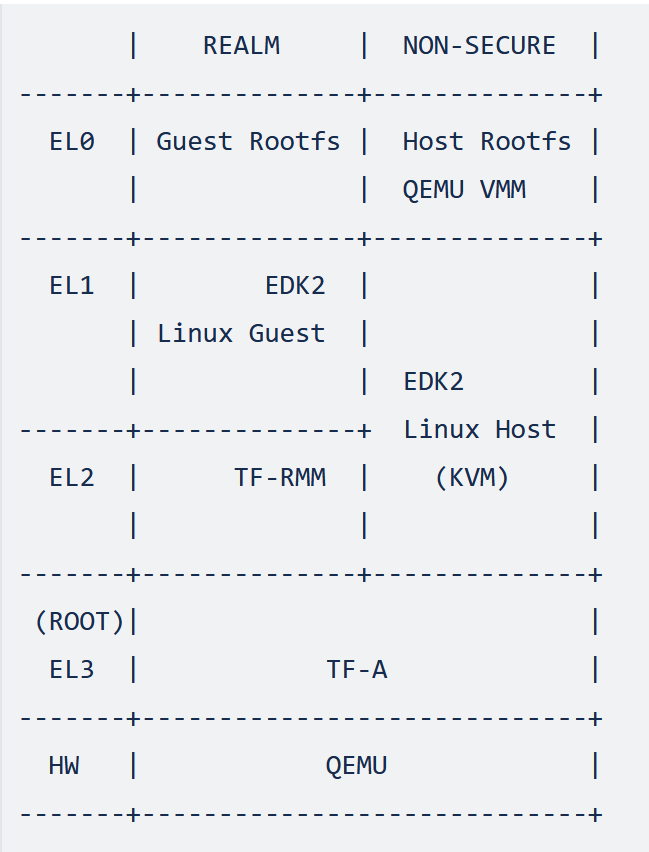 |    REALM     |  NON-SECURE  |
-------+--------------+--------------+
  EL0  | Guest Rootfs |  Host Rootfs |
       |              |  QEMU VMM    |
-------+--------------+--------------+
  EL1  |        EDK2  |              |
       | Linux Guest  |              |
       |              |  EDK2        |
-------+--------------+  Linux Host  |
  EL2  |      TF-RMM  |    (KVM)     |
       |              |              |
-------+--------------+--------------+
 (ROOT)|                             |
  EL3  |            TF-A             |
-------+-----------------------------+
  HW   |            QEMU             |
-------+-----------------------------+